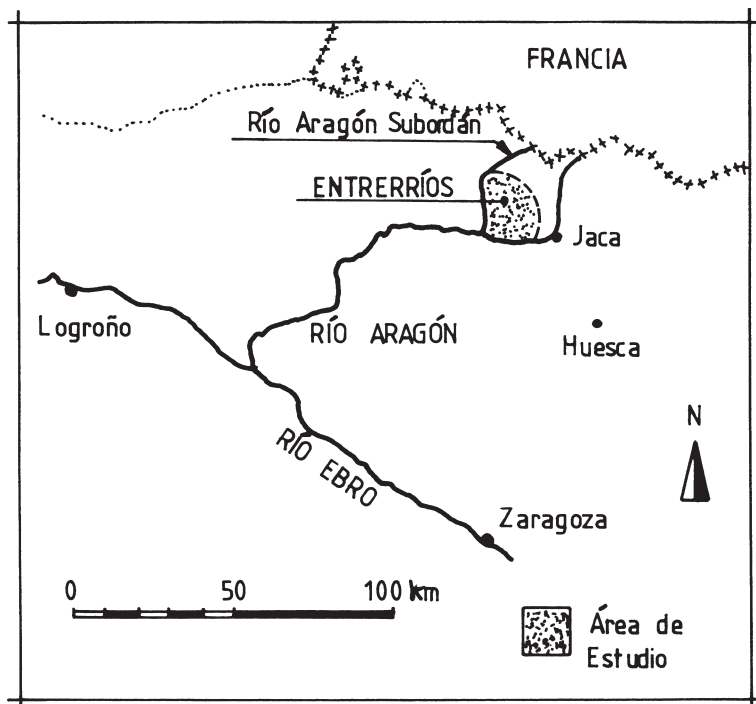 FRANCIA
Río Aragón Subordán
ENTRERRÍOS
Jaca
Logroño
RÍO ARAGÓN
Huesca
N
RÍO EBRO
Zaragoza
0 50 100 km
Área de
Estudio